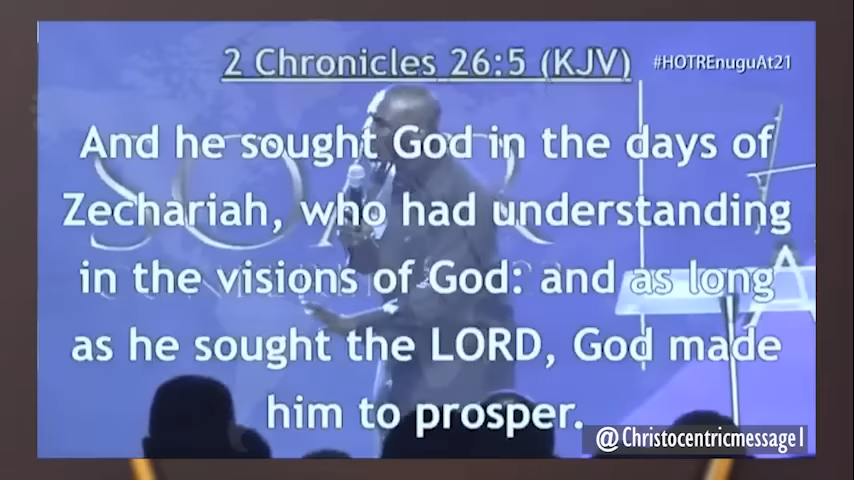 2 Chronicles 26:5 (KJV)
#HOTREnuguAt21
And he sought God in the days of
Zechariah, who had understanding
in the visions of God: and as long
as he sought the LORD, God made
him to prosper.
@Christocentricmessage1